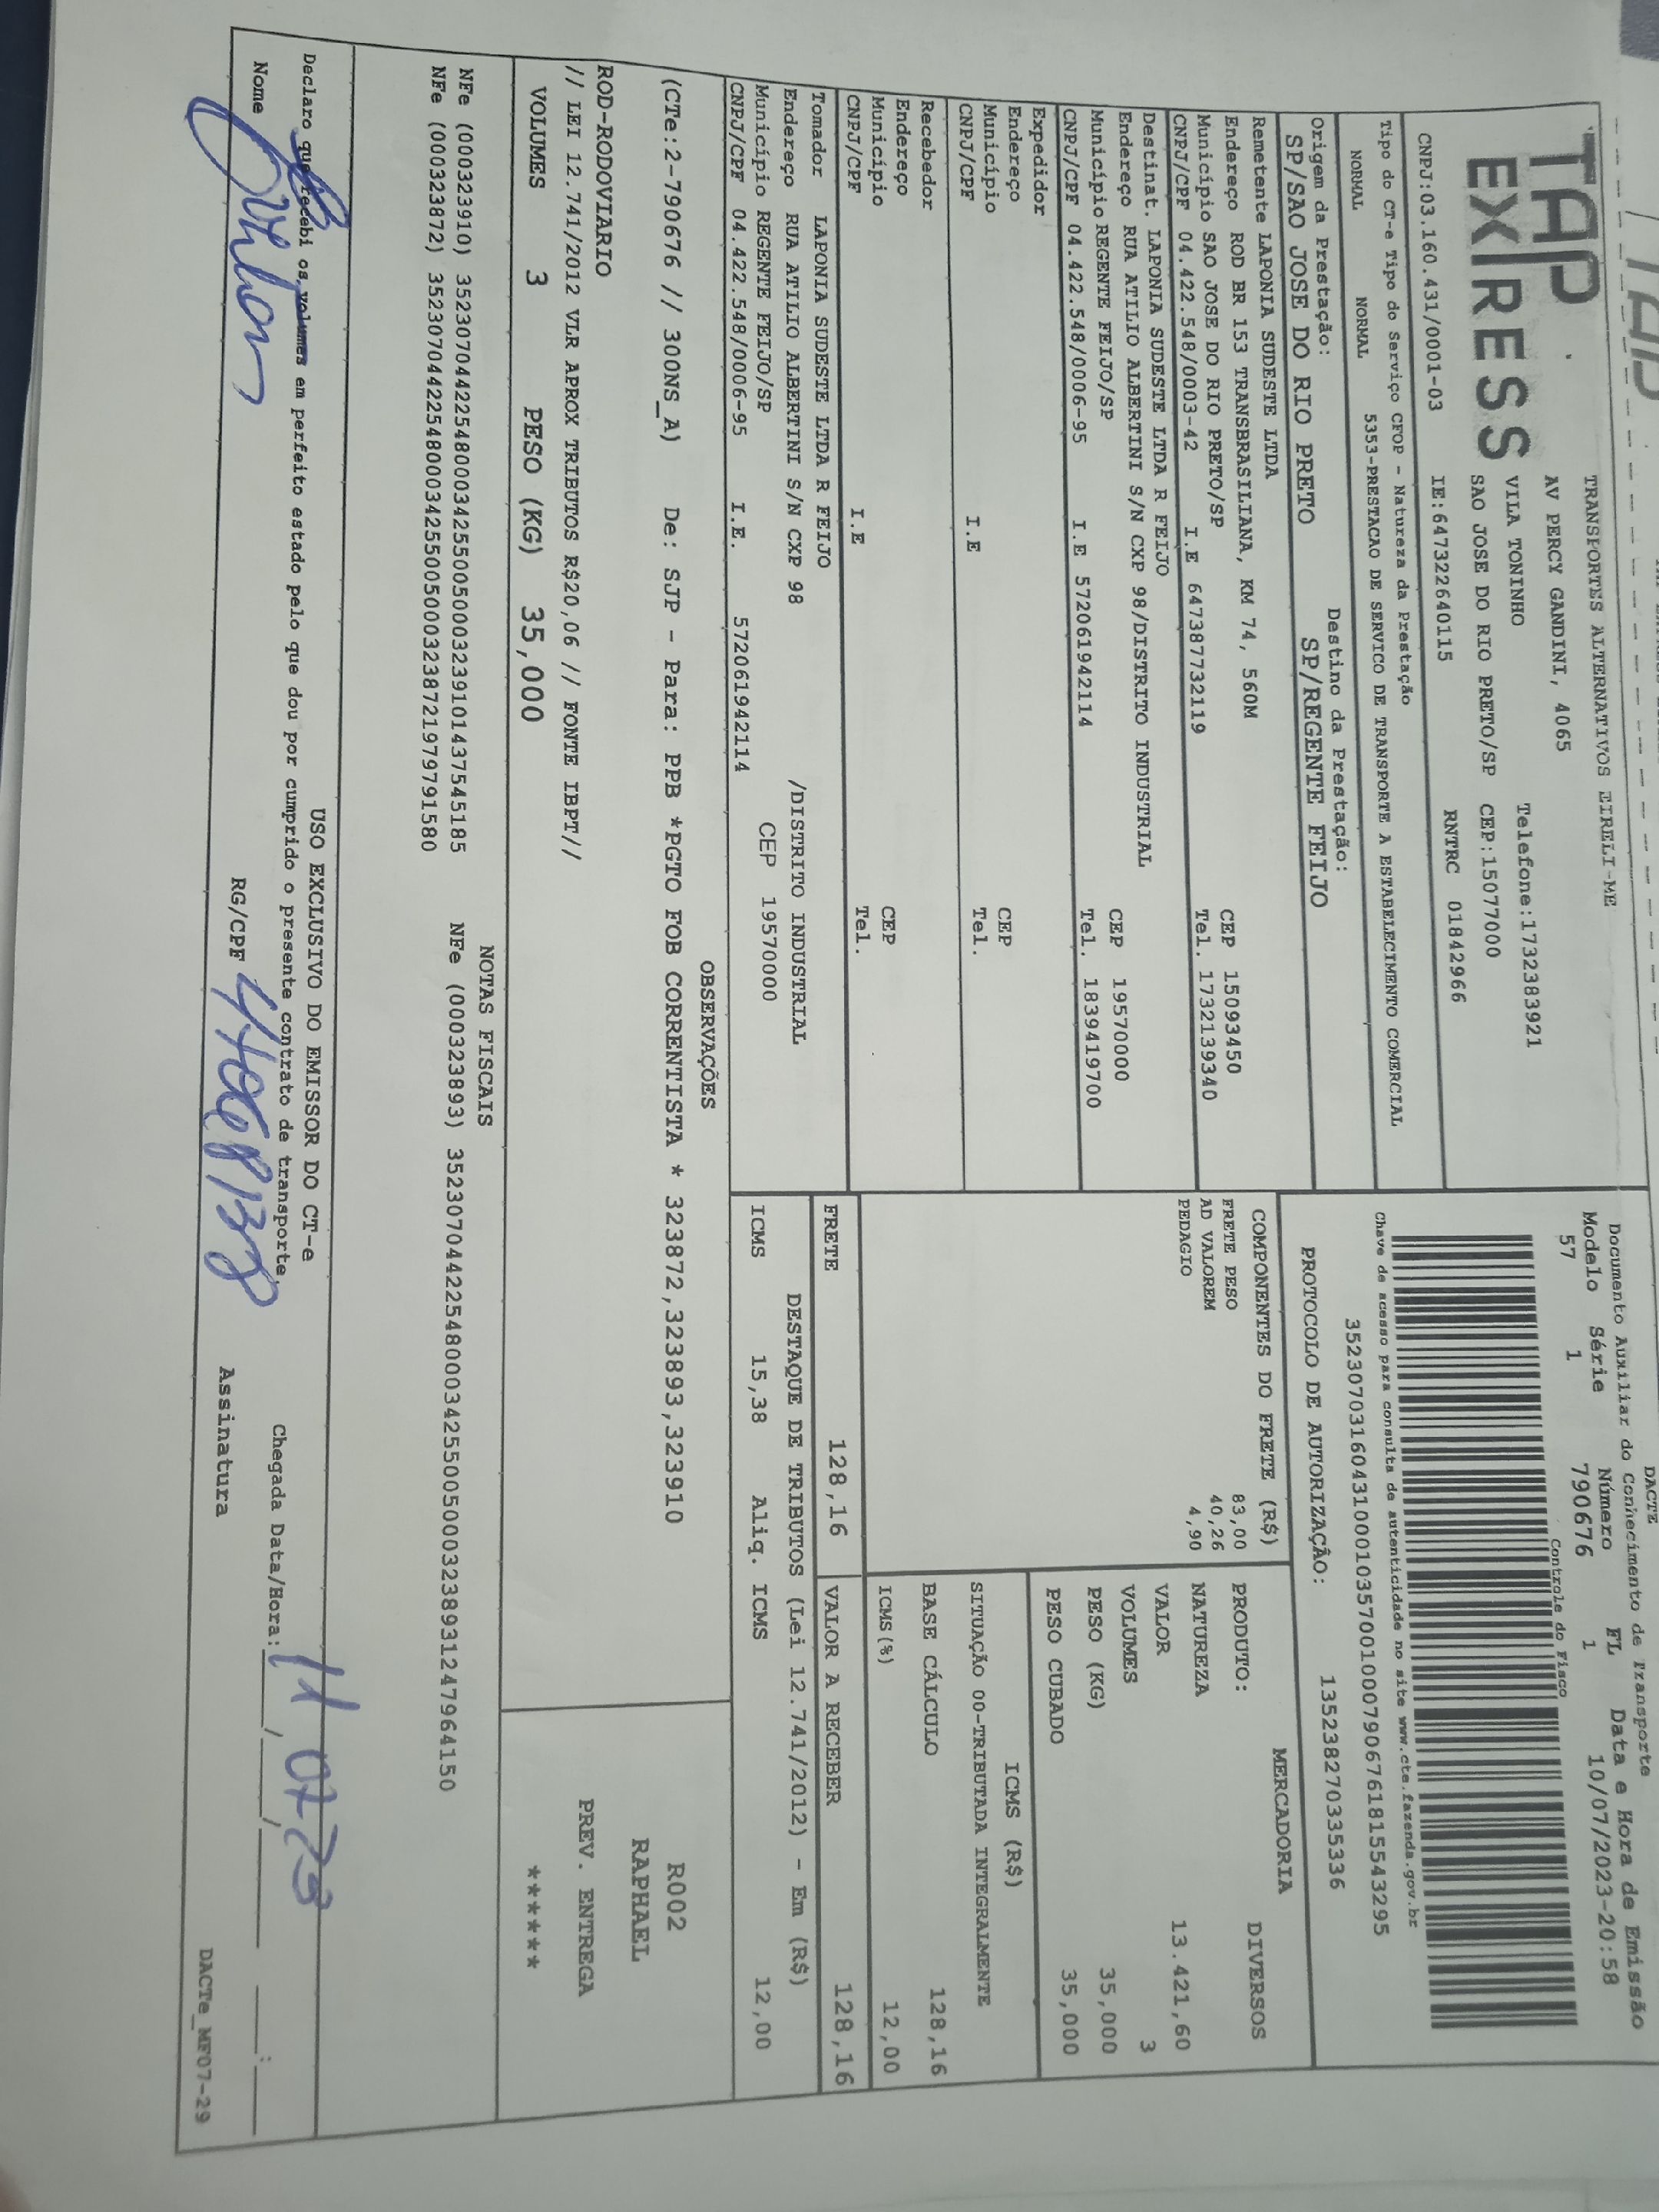 TAP
EXPRESS
TRANSPORTES ALTERNATIVOS EIRELI-ME
AV PERCY GANDINI, 4065
VILA TONINHO Telefone:1732383921
SAO JOSE DO RIO PRETO/SP CEP:15077000
CNPJ:03.160.431/0001-03 IE:647322640115 RNTRC 01842966
Tipo do CT-e Tipo do Serviço CFOP - Natureza da Prestação
NORMAL NORMAL 5353-PRESTACAO DE SERVICO DE TRANSPORTE A ESTABELECIMENTO COMERCIAL
Origem da Prestação: Destino da Prestação:
SP/SAO JOSE DO RIO PRETO SP/REGENTE FEIJO
DACTE
Documento Auxiliar do Conhecimento de Transporte
Modelo Série Número FL Data e Hora de Emissão
57 1 790676 1 10/07/2023-20:58
Controle do Fisco
Chave de acesso para consulta de autenticidade no site www.cte.fazenda.gov.br
35230703160431000103570010007906761815543295
PROTOCOLO DE AUTORIZAÇÃO: 135238270335336
Remetente LAPONIA SUDESTE LTDA
Endereço ROD BR 153 TRANSBRASILIANA, KM 74, 560M
Município SAO JOSE DO RIO PRETO/SP CEP 15093450
CNPJ/CPF 04.422.548/0003-42 I.E 647387732119 Tel. 1732139340
Destinat. LAPONIA SUDESTE LTDA R FEIJO
Endereço RUA ATILIO ALBERTINI S/N CXP 98/DISTRITO INDUSTRIAL
Município REGENTE FEIJO/SP CEP 19570000
CNPJ/CPF 04.422.548/0006-95 I.E 572061942114 Tel. 1839419700
Expedidor
Endereço
Município CEP
CNPJ/CPF I.E Tel.
Recebedor
Endereço
Município CEP
CNPJ/CPF I.E Tel.
Tomador LAPONIA SUDESTE LTDA R FEIJO
Endereço RUA ATILIO ALBERTINI S/N CXP 98 /DISTRITO INDUSTRIAL
Município REGENTE FEIJO/SP CEP 19570000
CNPJ/CPF 04.422.548/0006-95 I.E. 572061942114
COMPONENTES DO FRETE (R$)
FRETE PESO 83,00
AD VALOREM 40,26
PEDAGIO 4,90
MERCADORIA
PRODUTO: DIVERSOS
NATUREZA
VALOR 13.421,60
VOLUMES 3
PESO (KG) 35,000
PESO CUBADO 35,000
ICMS (R$)
SITUAÇÃO 00-TRIBUTADA INTEGRALMENTE
BASE CÁLCULO 128,16
ICMS(%) 12,00
FRETE 128,16 VALOR A RECEBER 128,16
DESTAQUE DE TRIBUTOS (Lei 12.741/2012) - Em (R$)
ICMS 15,38 Aliq. ICMS 12,00
OBSERVAÇÕES
(CTe:2-790676 // 300NS_A) De: SJP - Para: PPB *PGTO FOB CORRENTISTA * 323872,323893,323910
ROD-RODOVIARIO
// LEI 12.741/2012 VLR APROX TRIBUTOS R$20,06 // FONTE IBPT//
R002
RAPHAEL
PREV. ENTREGA
*******
VOLUMES 3 PESO (KG) 35,000
NOTAS FISCAIS
NFe (000323910) 35230704422548000342550050003239101437545185 NFe (000323893) 35230704422548000342550050003238931247964150
NFe (000323872) 35230704422548000342550050003238721979791580
USO EXCLUSIVO DO EMISSOR DO CT-e
Declaro que recebi os volumes em perfeito estado pelo que dou por cumprido o presente contrato de transporte.
Chegada Data/Hora: 11 07 23
Nome RG/CPF Assinatura
DACTe_MF07-29